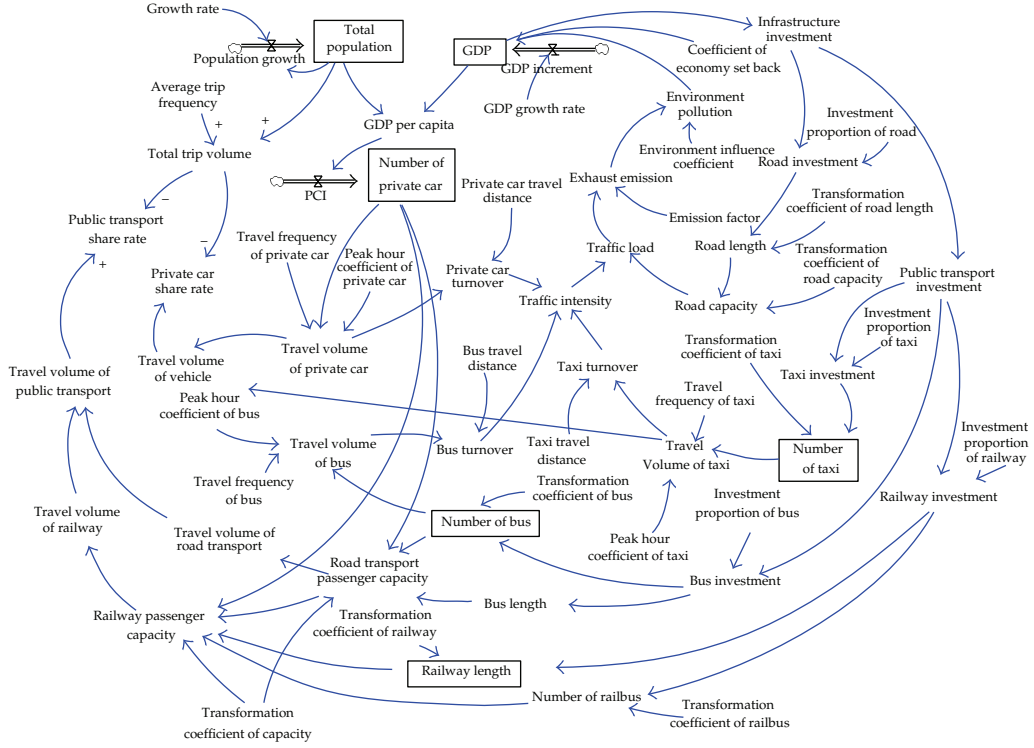 Growth rate
Total
population
Population growth
GDP
GDP increment
GDP growth rate
Infrastructure
investment
Coefficient of
economy set back
Average trip
frequency
+
+
GDP per capita
Environment
pollution
Investment
proportion of road
Total trip volume
Number of
private car
PCI
Environment influence
coefficient
Road investment
Exhaust emission
Private car travel
distance
Transformation
coefficient of road length
–
Public transport
share rate
+
–
Private car
share rate
Travel frequency
of private car
Peak hour
coefficient of
private car
Emission factor
Traffic load
Road length
Transformation
coefficient of
road capacity
Private car
turnover
Traffic intensity
Road capacity
Public transport
investment
Investment
proportion
of taxi
Travel volume
of private car
Travel volume
of vehicle
Travel volume of
public transport
Bus travel
distance
Taxi turnover
Transformation
coefficient of taxi
Taxi investment
Peak hour
coefficient of bus
Travel
frequency of taxi
Travel volume
of bus
Bus turnover
Taxi travel
distance
Travel
Volume of taxi
Number
of taxi
Investment
proportion
of railway
Travel frequency
of bus
Transformation
coefficient of bus
Investment
proportion of bus
Railway investment
Travel volume
of railway
Travel volume of
road transport
Number of bus
Peak hour
coefficient of taxi
Road transport
passenger capacity
Bus investment
Bus length
Railway passenger
capacity
Transformation
coefficient of railway
Railway length
Number of railbus
Transformation
coefficient of capacity
Transformation
coefficient of railbus